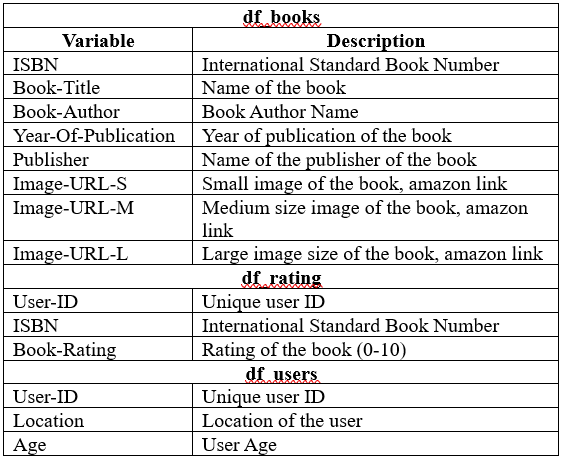 df_books
Variable Description
ISBN International Standard Book Number
Book-Title Name of the book
Book-Author Book Author Name
Year-Of-Publication Year of publication of the book
Publisher Name of the publisher of the book
Image-URL-S Small image of the book, amazon link
Image-URL-M Medium size image of the book, amazon
link
Image-URL-L Large image size of the book, amazon link
df_rating
User-ID Unique user ID
ISBN International Standard Book Number
Book-Rating Rating of the book (0-10)
df_users
User-ID Unique user ID
Location Location of the user
Age User Age